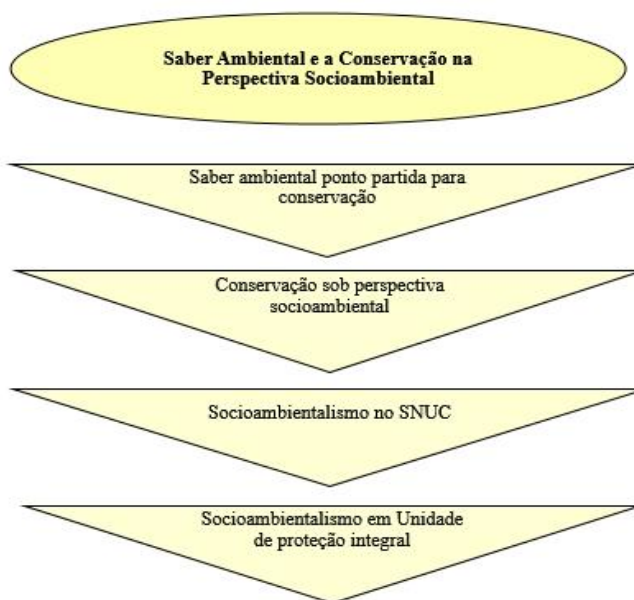 Saber Ambiental e a Conservação na
Perspectiva Socioambiental
Saber ambiental ponto partida para
conservação
Conservação sob perspectiva
socioambiental
Socioambientalismo no SNUC
Socioambientalismo em Unidade
de proteção integral